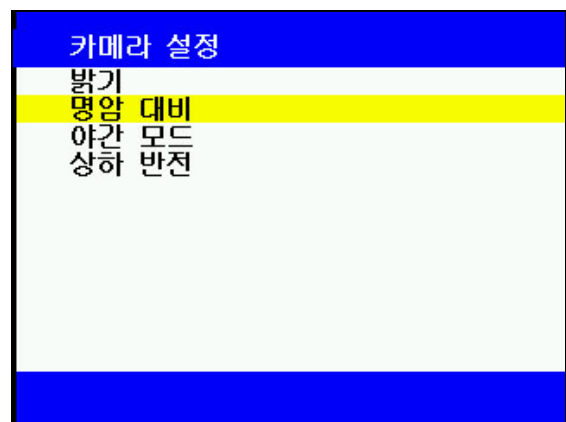 카메라 설정
밝기
명암 대비
야간 모드
상하 반전